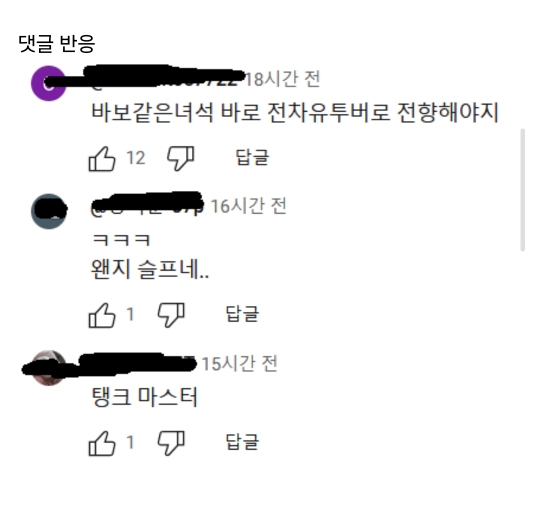 댓글 반응
18시간 전
바보같은녀석 바로 전차유투버로 전향해야지
12 답글
16시간 전
ㅋㅋㅋ
왠지 슬프네..
1 답글
15시간 전
탱크 마스터
1 답글